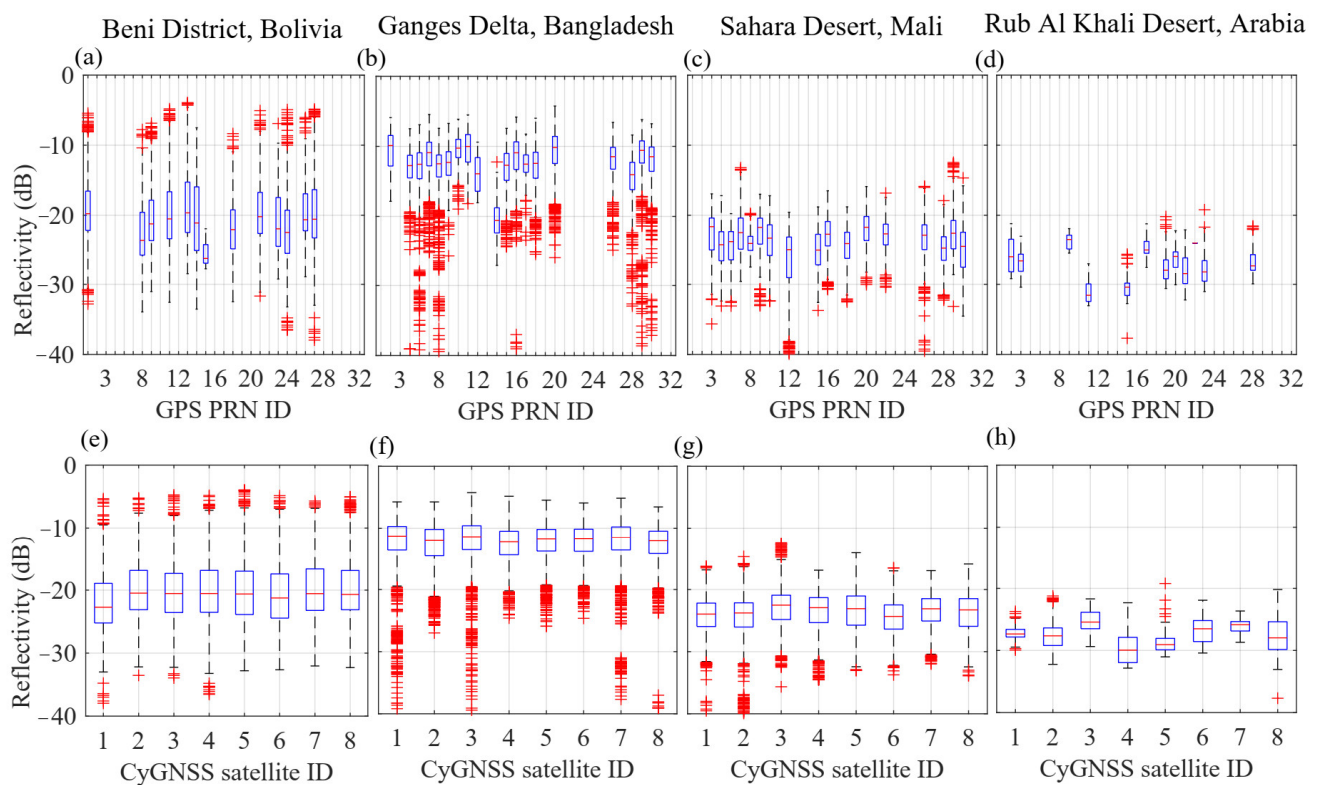 Beni District, Bolivia Ganges Delta, Bangladesh Sahara Desert, Mali Rub Al Khali Desert, Arabia
(a) (b) (c) (d)
Reflectivity (dB)
0
−10
−20
−30
−40
3 8 12 16 20 24 28 32 3 8 12 16 20 24 28 32 3 8 12 16 20 24 28 32 3 8 12 16 20 24 28 32
GPS PRN ID GPS PRN ID GPS PRN ID GPS PRN ID
(e) (f) (g) (h)
Reflectivity (dB)
0
−10
−20
−30
−40
1 2 3 4 5 6 7 8 1 2 3 4 5 6 7 8 1 2 3 4 5 6 7 8 1 2 3 4 5 6 7 8
CyGNSS satellite ID CyGNSS satellite ID CyGNSS satellite ID CyGNSS satellite ID